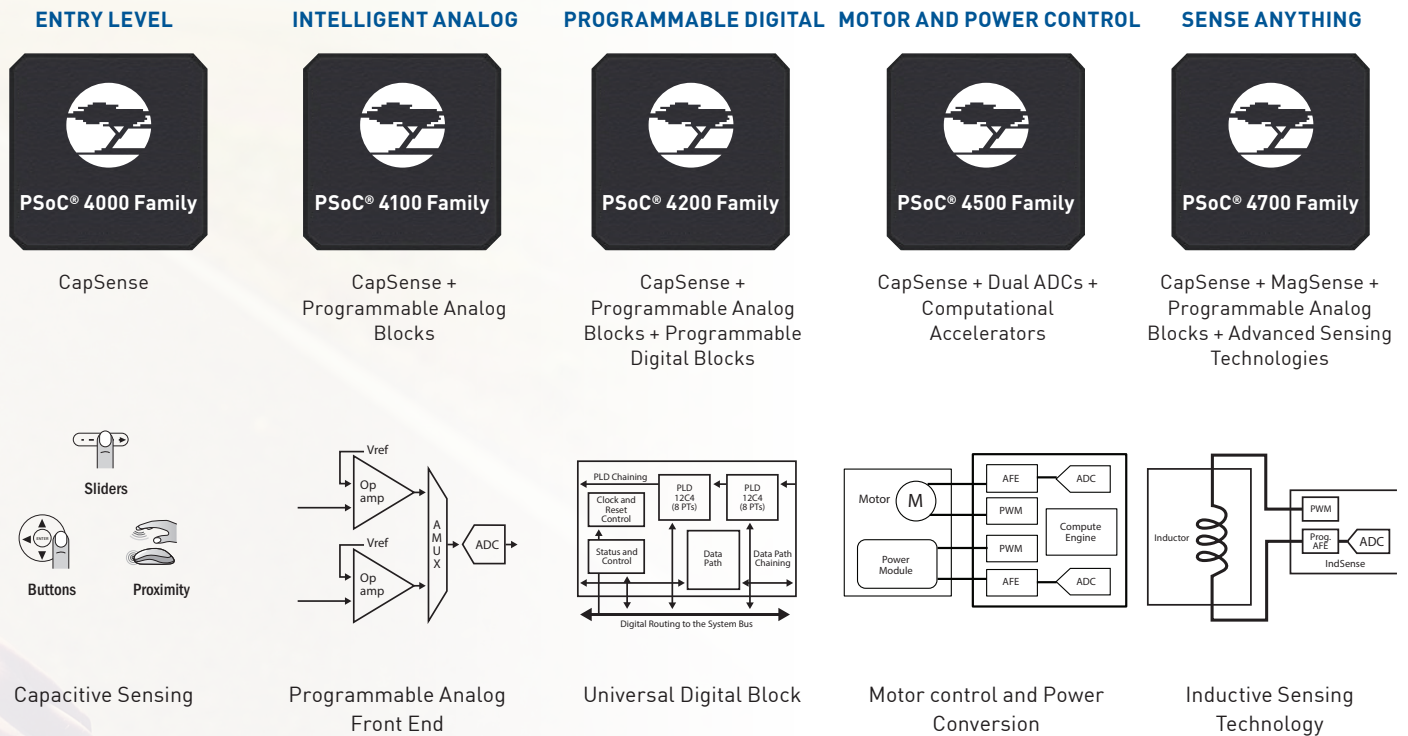 ENTRY LEVEL
INTELLIGENT ANALOG
PROGRAMMABLE DIGITAL
MOTOR AND POWER CONTROL
SENSE ANYTHING
PSoC® 4000 Family
PSoC® 4100 Family
PSoC® 4200 Family
PSoC® 4500 Family
PSoC® 4700 Family
CapSense
CapSense +
Programmable Analog
Blocks
CapSense +
Programmable Analog
Blocks + Programmable
Digital Blocks
CapSense + Dual ADCs +
Computational
Accelerators
CapSense + MagSense +
Programmable Analog
Blocks + Advanced Sensing
Technologies
Sliders
ENTER
Buttons
Proximity
Vref
Op
amp
Vref
Op
amp
A
M
U
X
ADC
PLD Chaining
PLD
12C4
(8 PTs)
PLD
12C4
(8 PTs)
Clock and
Reset
Control
Status and
Control
Data
Path
Data Path
Chaining
Digital Routing to the System Bus
Motor
M
Power
Module
AFE
ADC
PWM
Compute
Engine
PWM
AFE
ADC
Inductor
PWM
Prog.
AFE
ADC
IndSense
Capacitive Sensing
Programmable Analog
Front End
Universal Digital Block
Motor control and Power
Conversion
Inductive Sensing
Technology